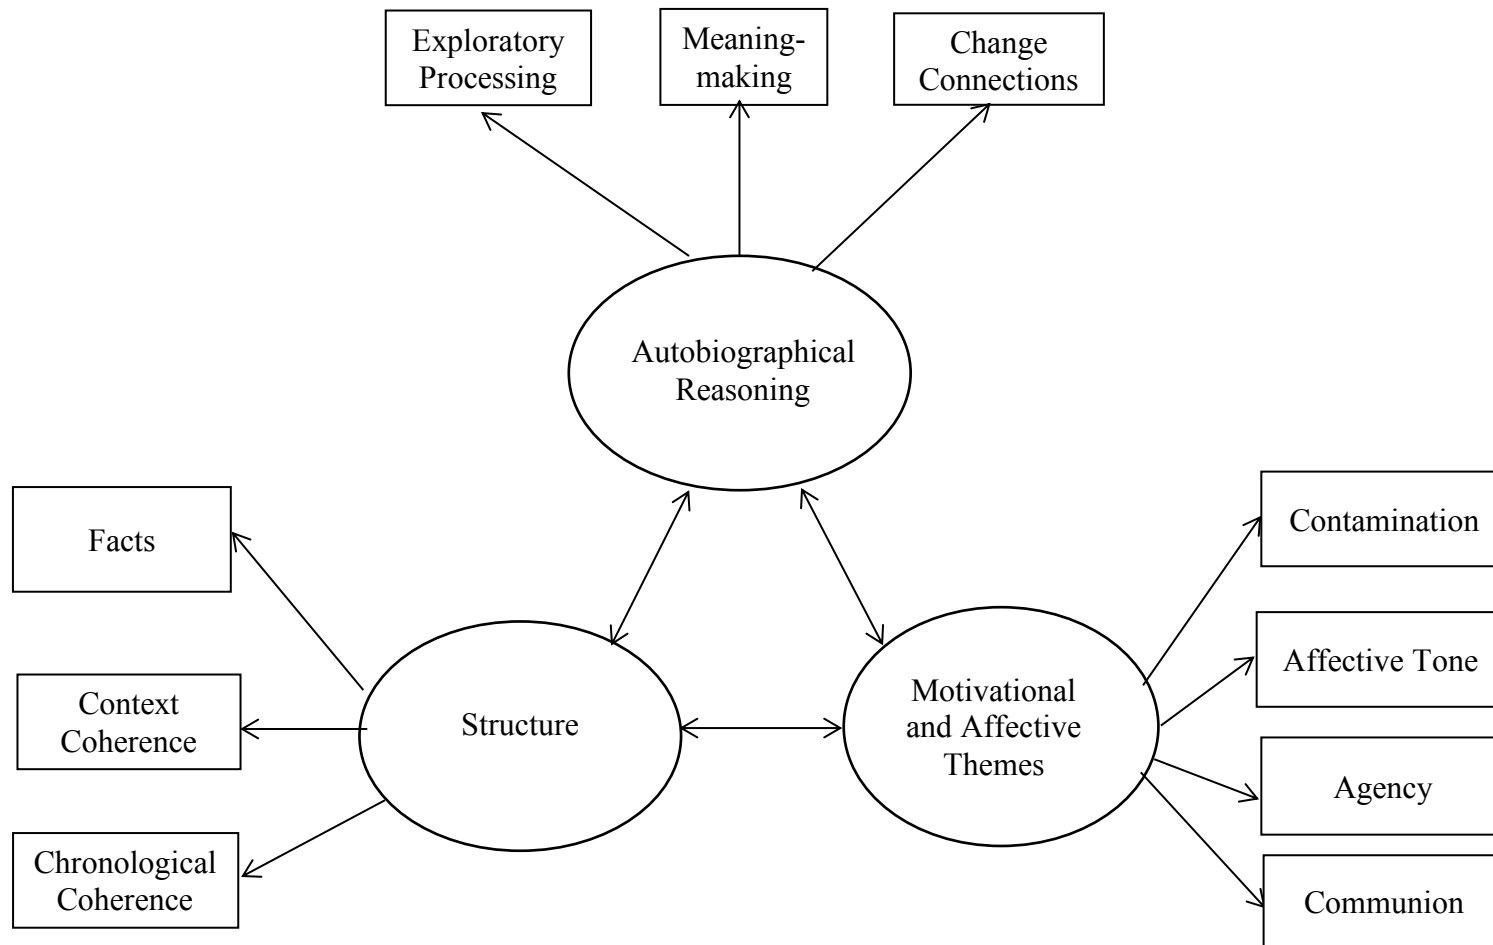 Exploratory
Processing
Meaning-
making
Change
Connections
Autobiographical
Reasoning
Facts
Context
Coherence
Chronological
Coherence
Structure
Motivational
and Affective
Themes
Contamination
Affective Tone
Agency
Communion